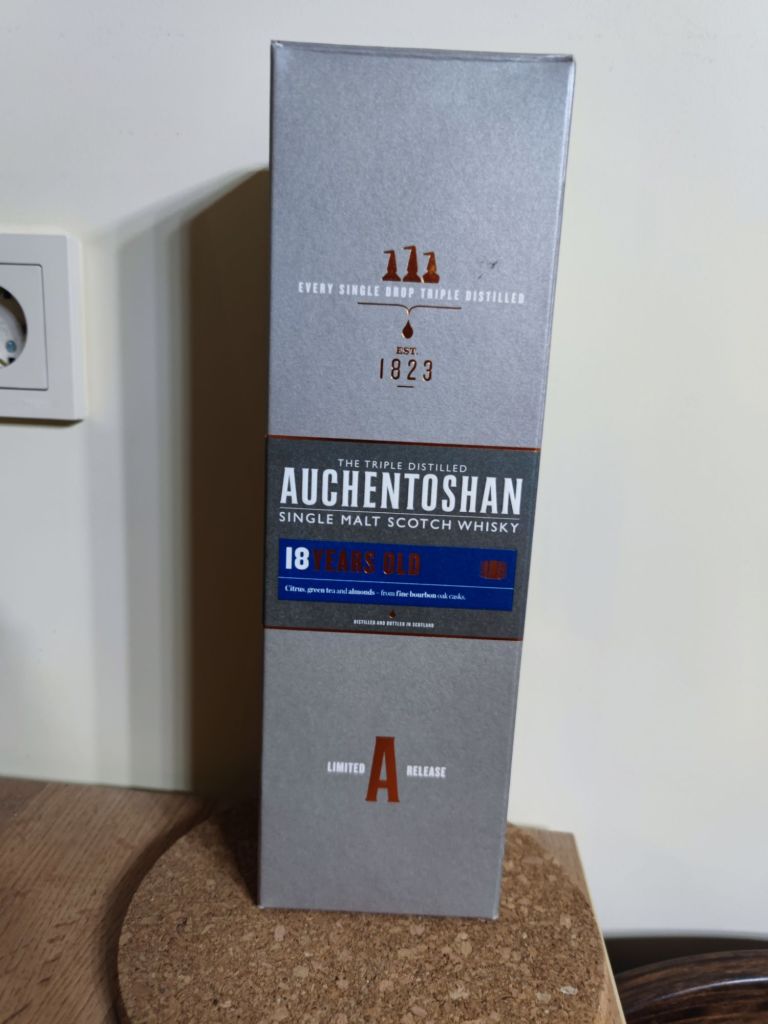 EVERY SINGLE DROP TRIPLE DISTILLED
EST.
1823
THE TRIPLE DISTILLED
AUCHENTOSHAN
SINGLE MALT SCOTCH WHISKY
18 YEARS OLD
Citrus, green tea and almonds – from fine bourbon oak casks.
DISTILLED AND BOTTLED IN SCOTLAND
LIMITED A RELEASE